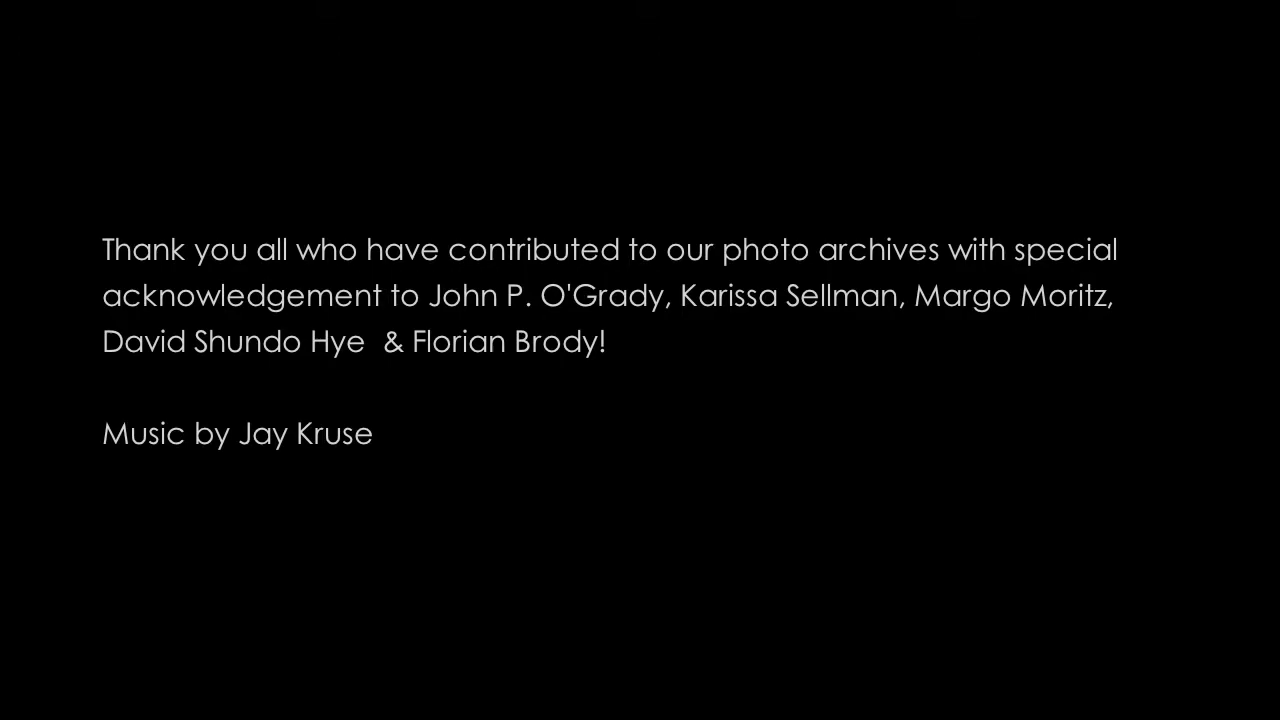 Thank you all who have contributed to our photo archives with special
acknowledgement to John P. O'Grady, Karissa Sellman, Margo Moritz,
David Shundo Hye  & Florian Brody!
Music by Jay Kruse